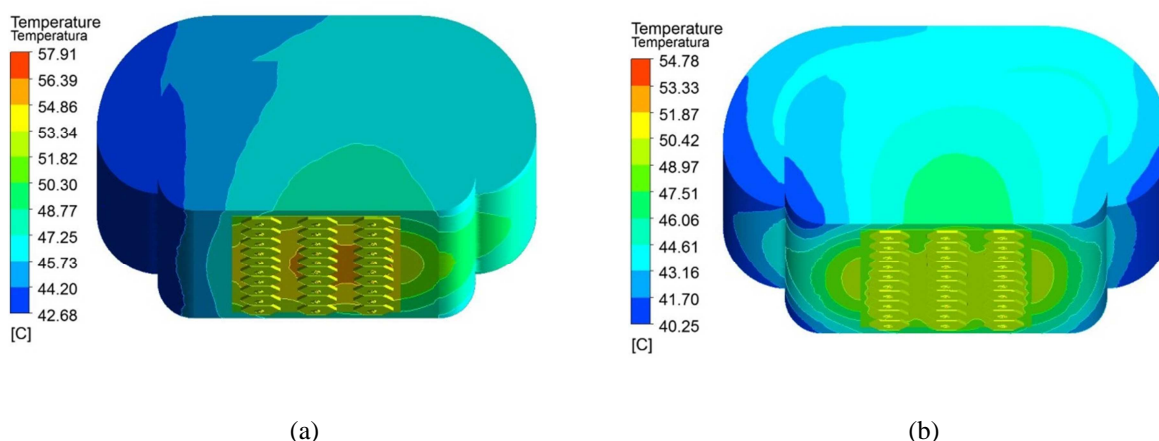 Temperature
Temperatura
57.91
56.39
54.86
53.34
51.82
50.30
48.77
47.25
45.73
44.20
42.68
[C]
(a)
Temperature
Temperatura
54.78
53.33
51.87
50.42
48.97
47.51
46.06
44.61
43.16
41.70
40.25
[C]
(b)